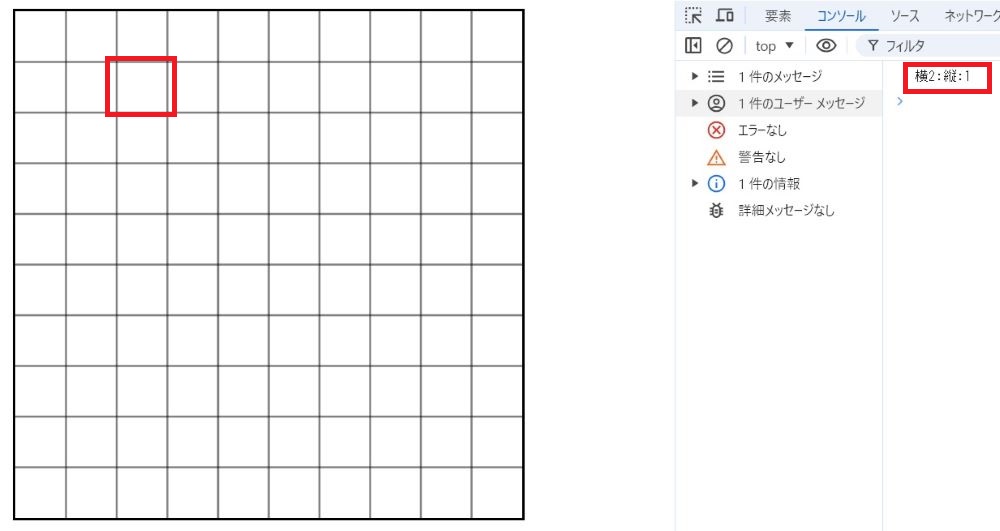 要素 コンソール ソース ネットワーク
top フィルタ
1 件のメッセージ
横2:縦:1
1 件のユーザー メッセージ
エラーなし
警告なし
1 件の情報
詳細メッセージなし